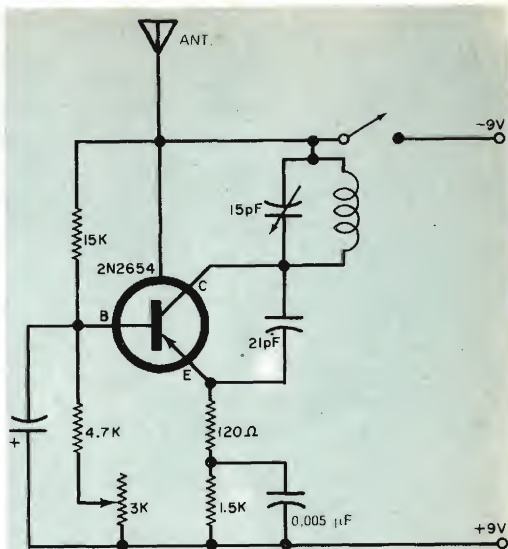 ANT.
-9V
15pF
15K
2N2654
C
B
21pF
E
4.7K
120Ω
3K
1.5K
0.005 µF
+
+9V